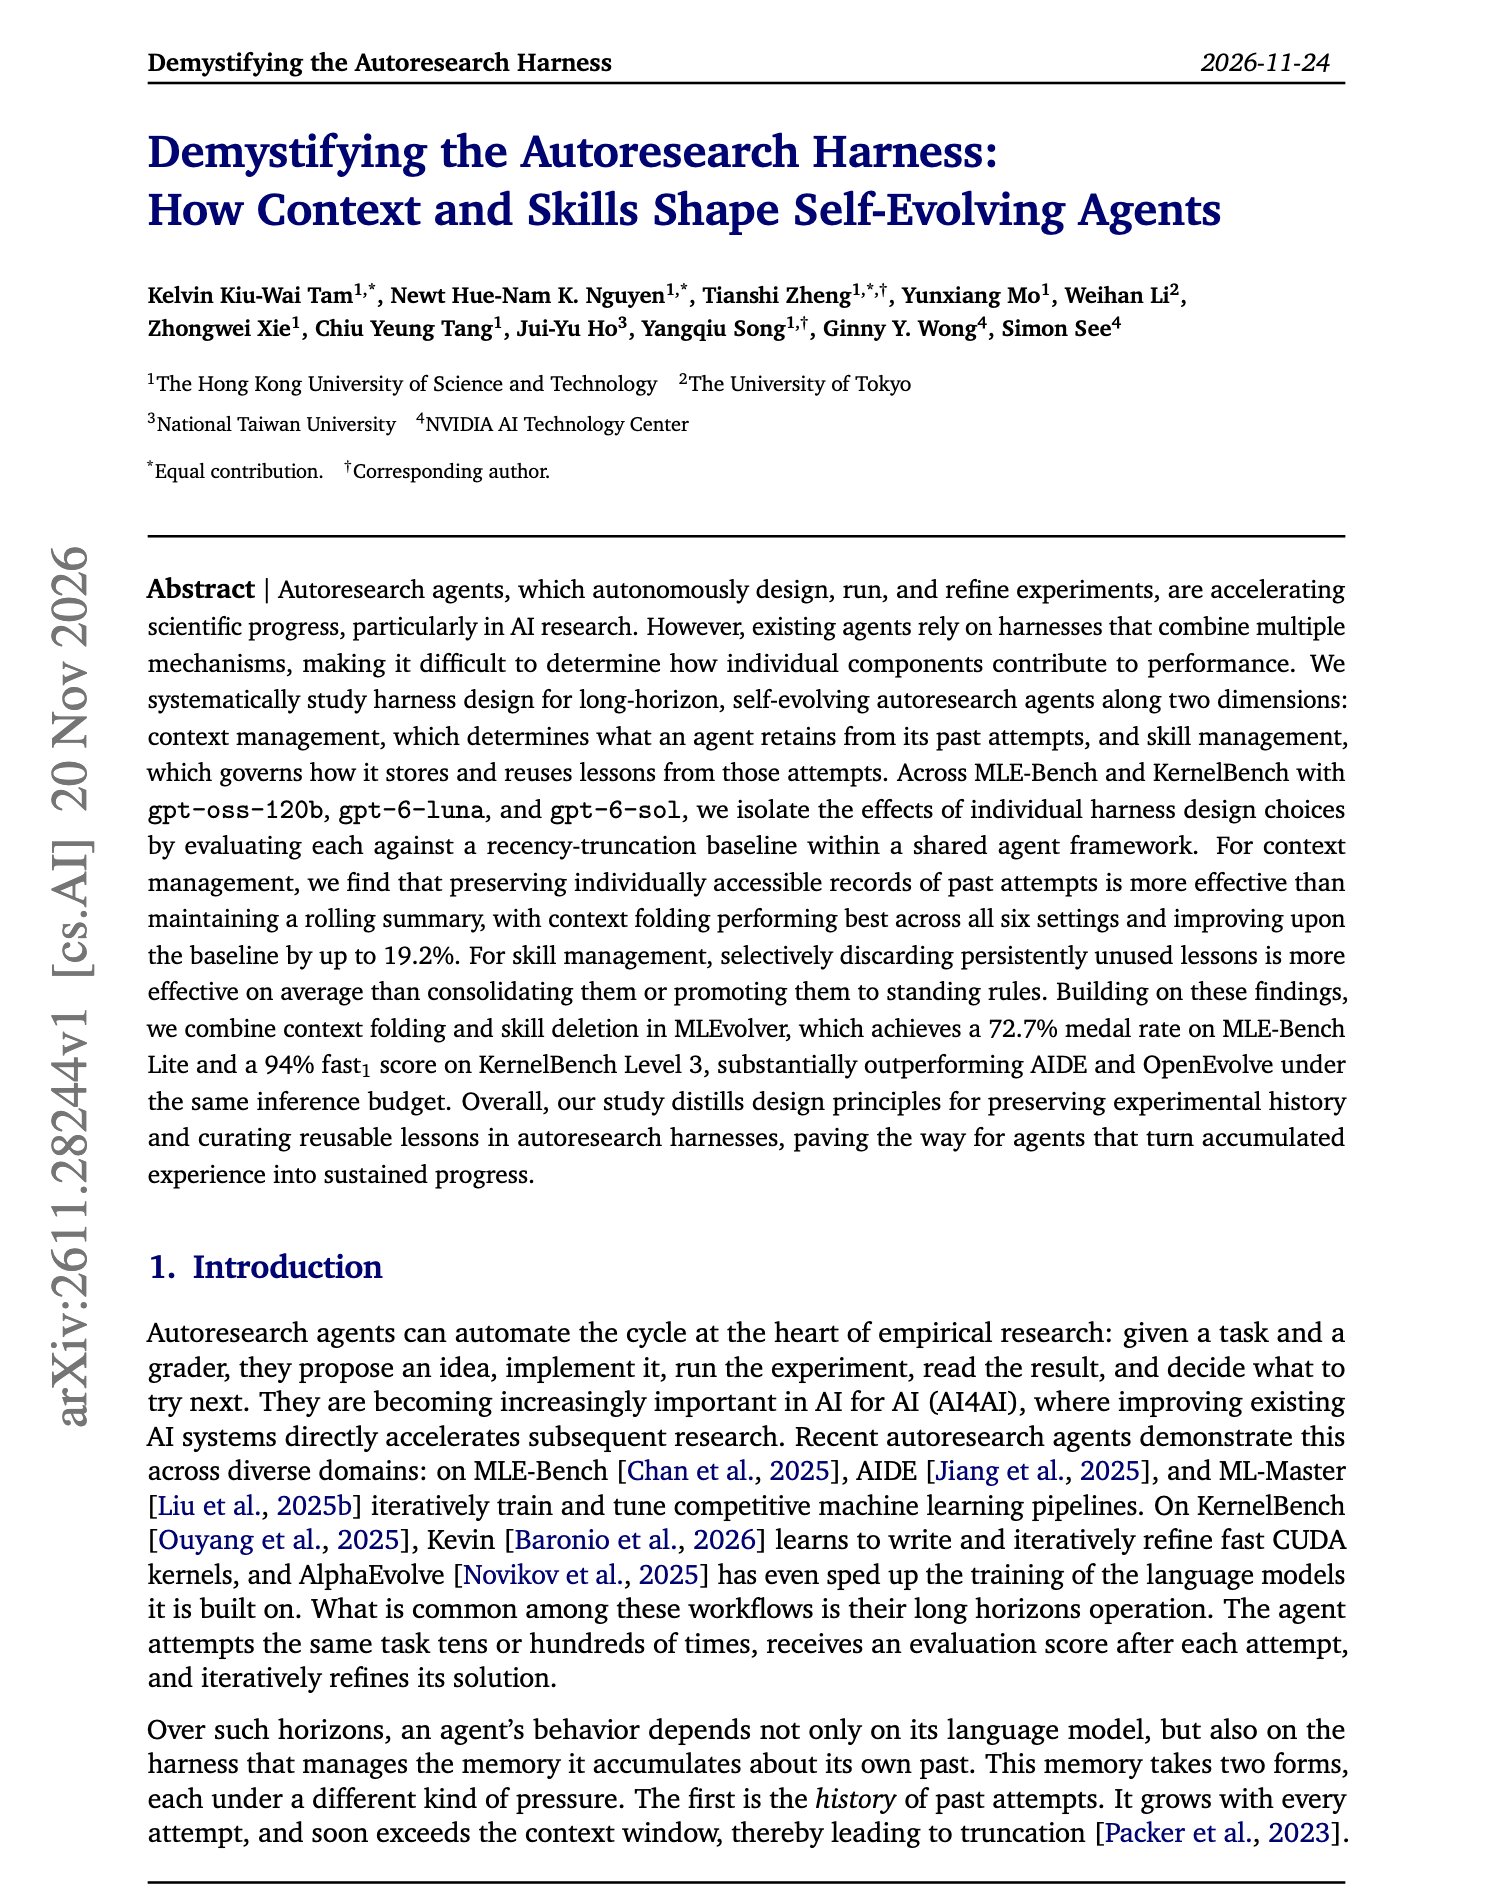 Demystifying the Autoresearch Harness
2026-11-24
Demystifying the Autoresearch Harness:
How Context and Skills Shape Self-Evolving Agents
Kelvin Kiu-Wai Tam1,*, Newt Hue-Nam K. Nguyen1,*, Tianshi Zheng1,*,†, Yunxiang Mo1, Weihan Li2,
Zhongwei Xie1, Chiu Yeung Tang1, Jui-Yu Ho3, Yangqiu Song1,†, Ginny Y. Wong4, Simon See4
1The Hong Kong University of Science and Technology 2The University of Tokyo
3National Taiwan University 4NVIDIA AI Technology Center
*Equal contribution. †Corresponding author.
arXiv:2611.28244v1 [cs.AI] 20 Nov 2026
Abstract | Autoresearch agents, which autonomously design, run, and refine experiments, are accelerating
scientific progress, particularly in AI research. However, existing agents rely on harnesses that combine multiple
mechanisms, making it difficult to determine how individual components contribute to performance. We
systematically study harness design for long-horizon, self-evolving autoresearch agents along two dimensions:
context management, which determines what an agent retains from its past attempts, and skill management,
which governs how it stores and reuses lessons from those attempts. Across MLE-Bench and KernelBench with
gpt-oss-120b, gpt-6-luna, and gpt-6-sol, we isolate the effects of individual harness design choices
by evaluating each against a recency-truncation baseline within a shared agent framework. For context
management, we find that preserving individually accessible records of past attempts is more effective than
maintaining a rolling summary, with context folding performing best across all six settings and improving upon
the baseline by up to 19.2%. For skill management, selectively discarding persistently unused lessons is more
effective on average than consolidating them or promoting them to standing rules. Building on these findings,
we combine context folding and skill deletion in MLEvolver, which achieves a 72.7% medal rate on MLE-Bench
Lite and a 94% fast1 score on KernelBench Level 3, substantially outperforming AIDE and OpenEvolve under
the same inference budget. Overall, our study distills design principles for preserving experimental history
and curating reusable lessons in autoresearch harnesses, paving the way for agents that turn accumulated
experience into sustained progress.
1. Introduction
Autoresearch agents can automate the cycle at the heart of empirical research: given a task and a
grader, they propose an idea, implement it, run the experiment, read the result, and decide what to
try next. They are becoming increasingly important in AI for AI (AI4AI), where improving existing
AI systems directly accelerates subsequent research. Recent autoresearch agents demonstrate this
across diverse domains: on MLE-Bench [Chan et al., 2025], AIDE [Jiang et al., 2025], and ML-Master
[Liu et al., 2025b] iteratively train and tune competitive machine learning pipelines. On KernelBench
[Ouyang et al., 2025], Kevin [Baronio et al., 2026] learns to write and iteratively refine fast CUDA
kernels, and AlphaEvolve [Novikov et al., 2025] has even sped up the training of the language models
it is built on. What is common among these workflows is their long horizons operation. The agent
attempts the same task tens or hundreds of times, receives an evaluation score after each attempt,
and iteratively refines its solution.
Over such horizons, an agent's behavior depends not only on its language model, but also on the
harness that manages the memory it accumulates about its own past. This memory takes two forms,
each under a different kind of pressure. The first is the history of past attempts. It grows with every
attempt, and soon exceeds the context window, thereby leading to truncation [Packer et al., 2023].